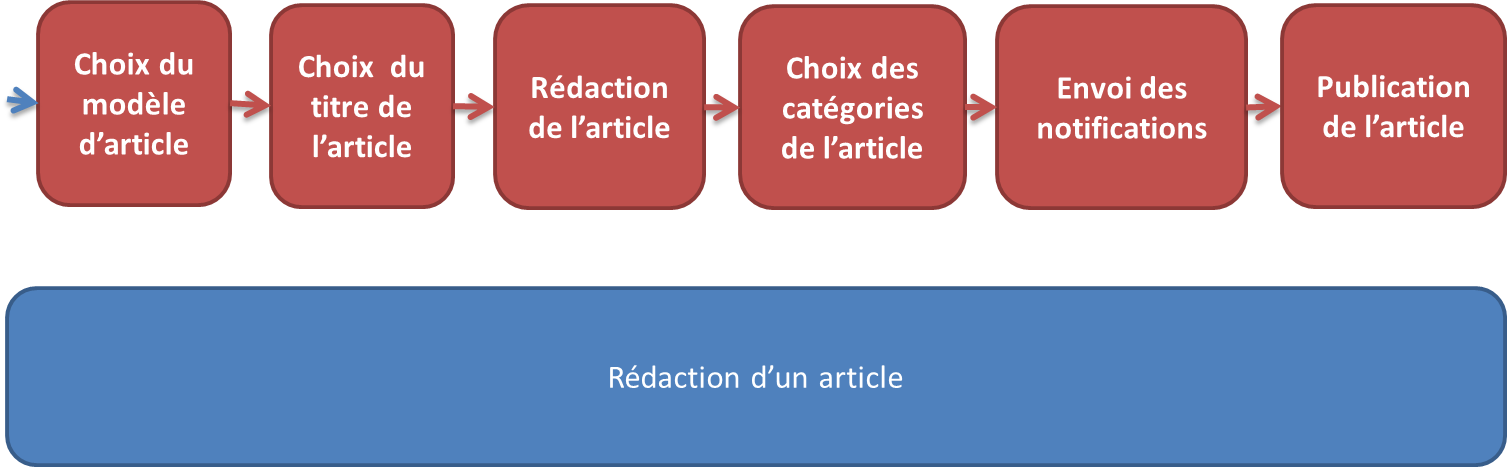 Choix du
modèle
d’article
Choix du
titre de
l’article
Rédaction
de l’article
Choix des
catégories
de l’article
Envoi des
notifications
Publication
de l’article
Rédaction d’un article